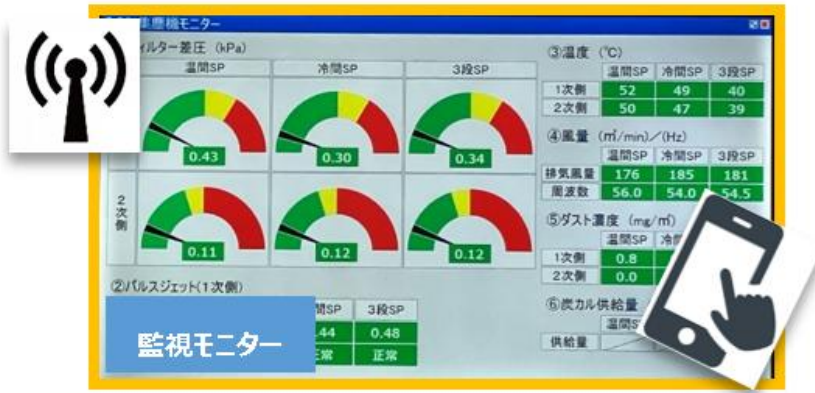 集塵機モニター
ィルター差圧 (kPa)
温間SP 冷間SP 3段SP
0.43 0.30 0.34
2次側
0.11 0.12 0.12
②パルスジェット(1次側)
間SP 3段SP
.44 0.48
正常 正常
監視モニター
③温度 (℃)
温間SP 冷間SP 3段SP
1次側 52 49 40
2次側 50 47 39
④風量 (㎥/min)/(Hz)
温間SP 冷間SP 3段SP
排気風量 176 185 181
周波数 56.0 54.0 54.5
⑤ダスト濃度 (mg/㎥)
温間SP
1次側 0.8
2次側 0.0
⑥炭カル供給量
温間S
供給量